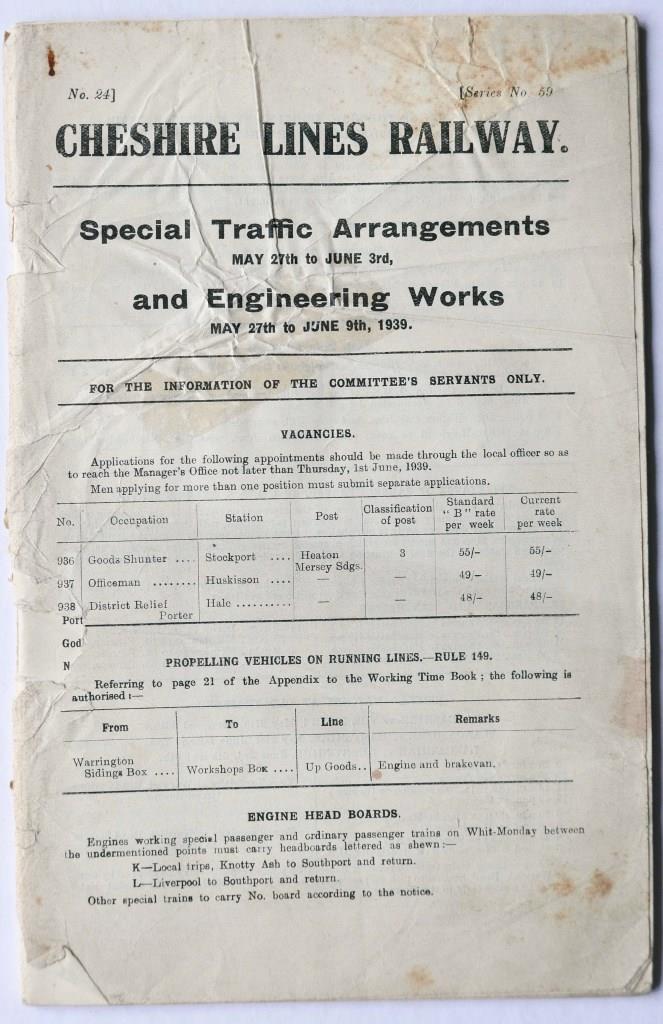 No. 24] [Series No 59
CHESHIRE LINES RAILWAY.
Special Traffic Arrangements
MAY 27th to JUNE 3rd,
and Engineering Works
MAY 27th to JUNE 9th, 1939.
FOR THE INFORMATION OF THE COMMITTEE'S SERVANTS ONLY.
VACANCIES.
Applications for the following appointments should be made through the local officer so as
to reach the Manager's Office not later than Thursday, 1st June, 1939.
Men applying for more than one position must submit separate applications.
No. Occupation Station Post Classification of post Standard "B" rate per week Current rate per week
936 Goods Shunter .... Stockport .... Heaton Mersey Sdgs. 3 55/- 55/-
937 Officeman ........ Huskisson .... — — 49/- 49/-
938 District Relief Porter Hale .......... — — 48/- 48/-
Port
God
N
PROPELLING VEHICLES ON RUNNING LINES.—RULE 149.
Referring to page 21 of the Appendix to the Working Time Book ; the following is
authorised :—
From To Line Remarks
Warrington
Sidings Box .... Workshops Box .... Up Goods.. Engine and brakevan.
ENGINE HEAD BOARDS.
Engines working special passenger and ordinary passenger trains on Whit-Monday between
the undermentioned points must carry headboards lettered as shewn :—
K—Local trips, Knotty Ash to Southport and return.
L—Liverpool to Southport and return.
Other special trains to carry No. board according to the notice.